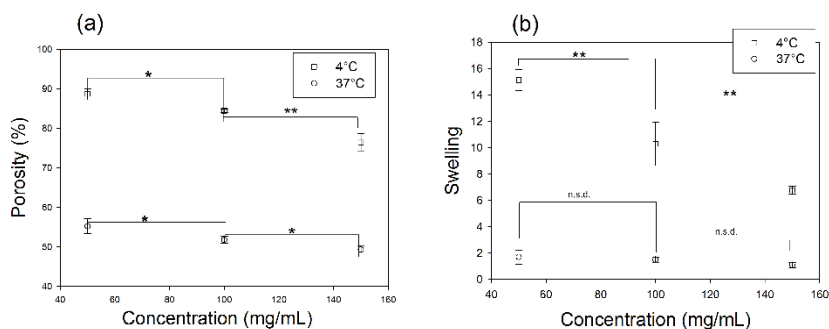 (a)
100
90
80
70
60
50
40
40 60 80 100 120 140 160
Porosity (%)
Concentration (mg/mL)
4°C
37°C
*
**
*
*
(b)
18
16
14
12
10
8
6
4
2
0
40 60 80 100 120 140 160
Swelling
Concentration (mg/mL)
4°C
37°C
**
**
n.s.d.
n.s.d.